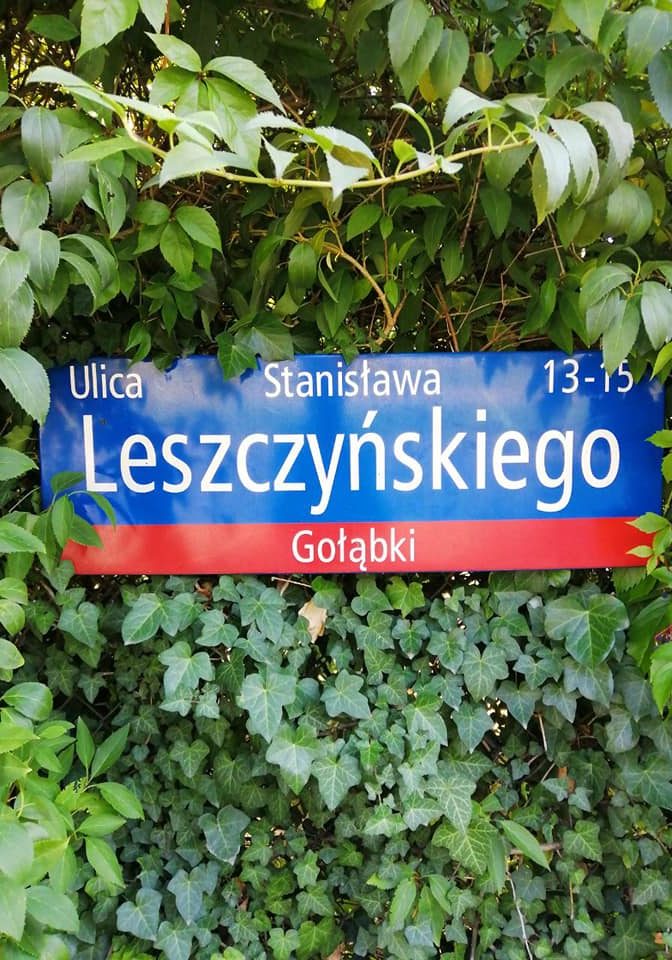 Ulica Stanisława 13-15
Leszczyńskiego
Gołąbki